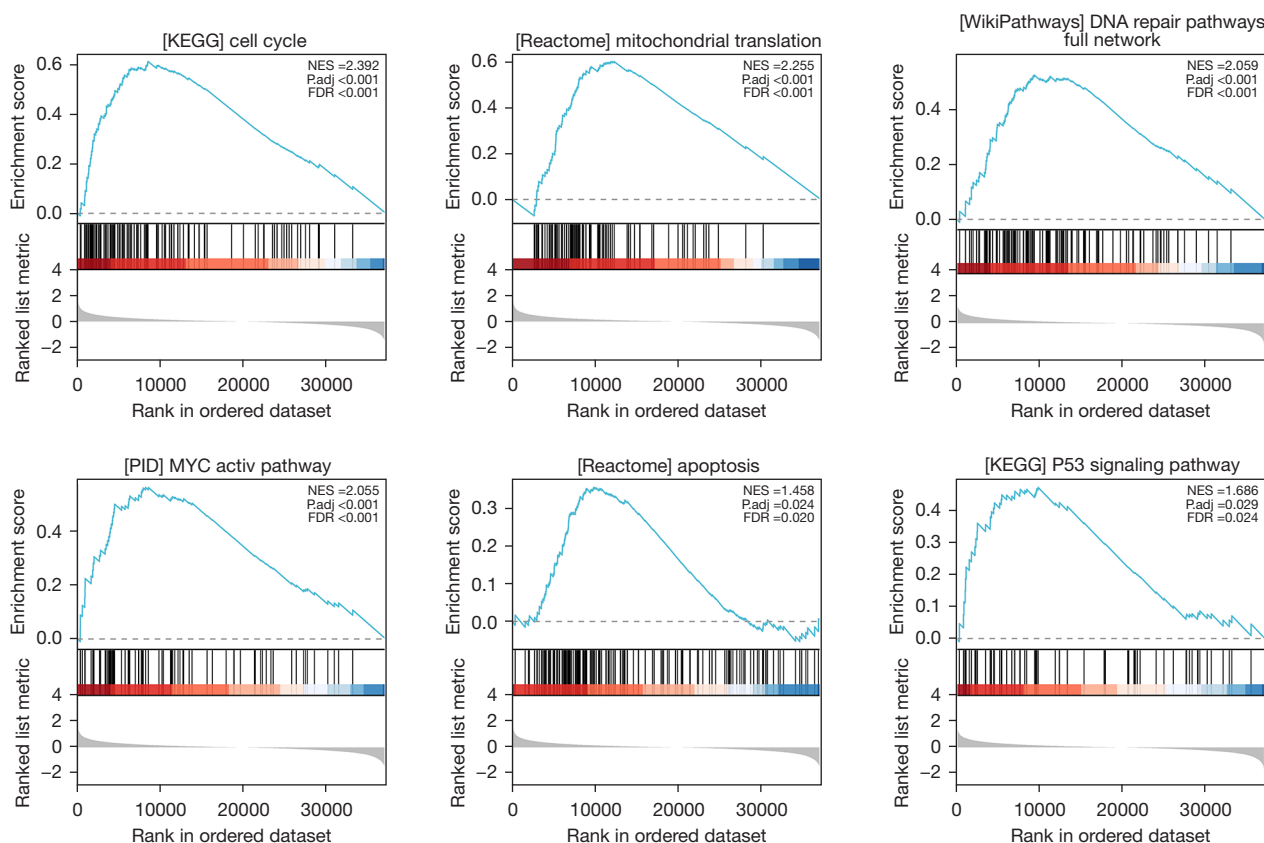 [KEGG] cell cycle
NES =2.392
P.adj <0.001
FDR <0.001
Enrichment score
0.6
0.4
0.2
0.0
Ranked list metric
4
2
0
−2
0 10000 20000 30000
Rank in ordered dataset
[Reactome] mitochondrial translation
NES =2.255
P.adj <0.001
FDR <0.001
Enrichment score
0.6
0.4
0.2
0.0
Ranked list metric
4
2
0
−2
0 10000 20000 30000
Rank in ordered dataset
[WikiPathways] DNA repair pathways
full network
NES =2.059
P.adj <0.001
FDR <0.001
Enrichment score
0.4
0.2
0.0
Ranked list metric
4
2
0
−2
0 10000 20000 30000
Rank in ordered dataset
[PID] MYC activ pathway
NES =2.055
P.adj <0.001
FDR <0.001
Enrichment score
0.4
0.2
0.0
Ranked list metric
4
2
0
−2
0 10000 20000 30000
Rank in ordered dataset
[Reactome] apoptosis
NES =1.458
P.adj =0.024
FDR =0.020
Enrichment score
0.3
0.2
0.1
0.0
Ranked list metric
4
2
0
−2
0 10000 20000 30000
Rank in ordered dataset
[KEGG] P53 signaling pathway
NES =1.686
P.adj =0.029
FDR =0.024
Enrichment score
0.4
0.3
0.2
0.1
0.0
Ranked list metric
4
2
0
−2
0 10000 20000 30000
Rank in ordered dataset